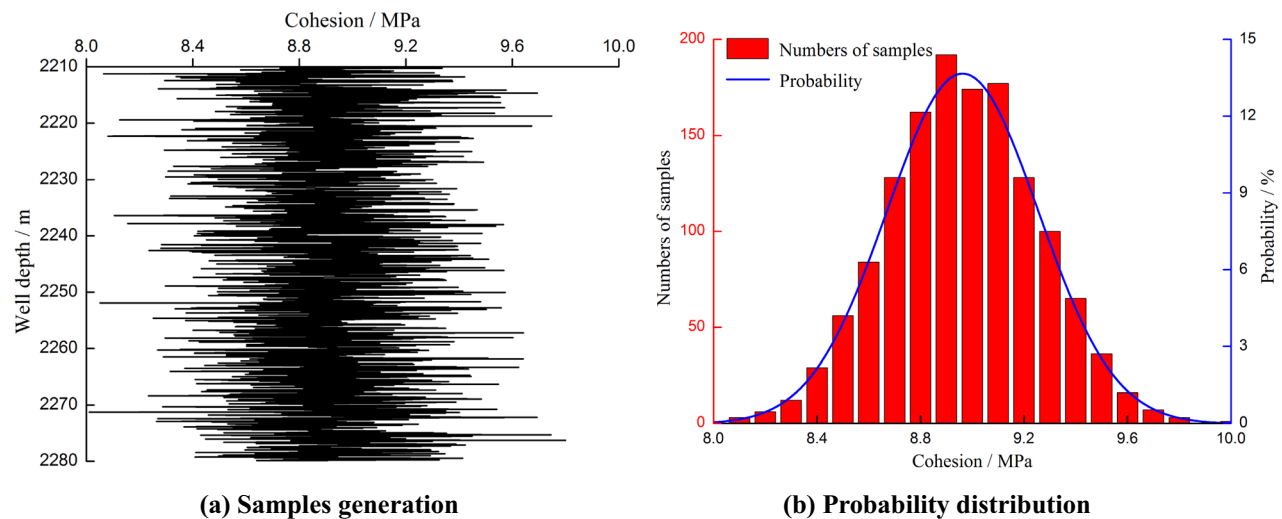 Cohesion / MPa
8.0 8.4 8.8 9.2 9.6 10.0
Well depth / m
2210
2220
2230
2240
2250
2260
2270
2280
(a) Samples generation
Numbers of samples
Probability
Numbers of samples
200
150
100
50
0
Probability / %
15
12
9
6
3
0
8.0 8.4 8.8 9.2 9.6 10.0
Cohesion / MPa
(b) Probability distribution